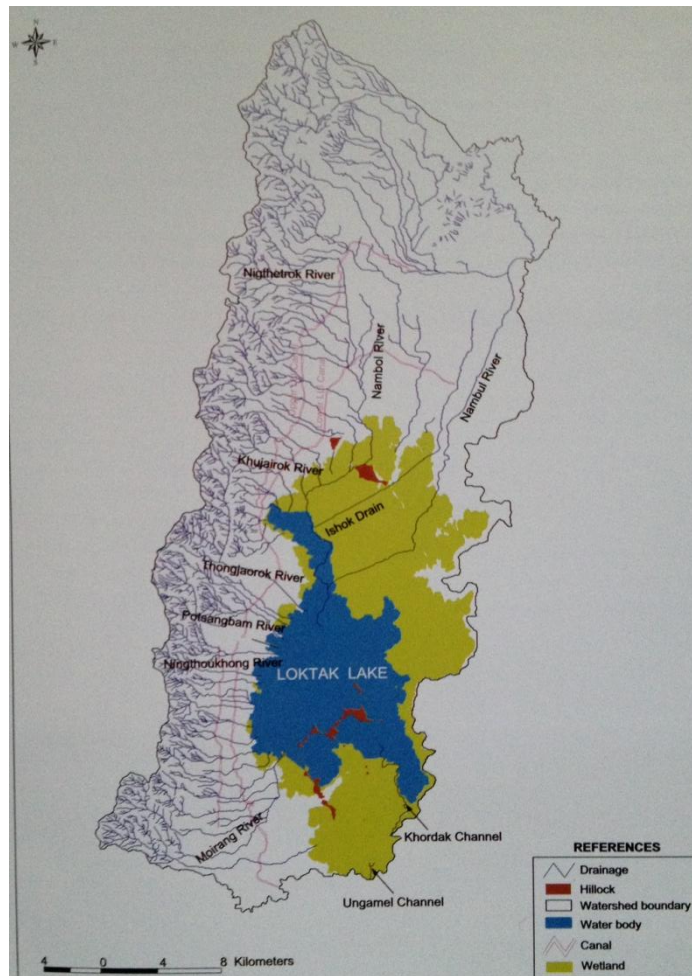 N
W E
S
Nigthetrok River
Nambol River
Nambul River
Khujairok River
Ishok Drain
Thongjaorok River
Potsangbam River
Ningthoukhong River
LOKTAK LAKE
Moirang River
Khordak Channel
Ungamel Channel
REFERENCES
Drainage
Hillock
Watershed boundary
Water body
Canal
Wetland
4 0 4 8 Kilometers